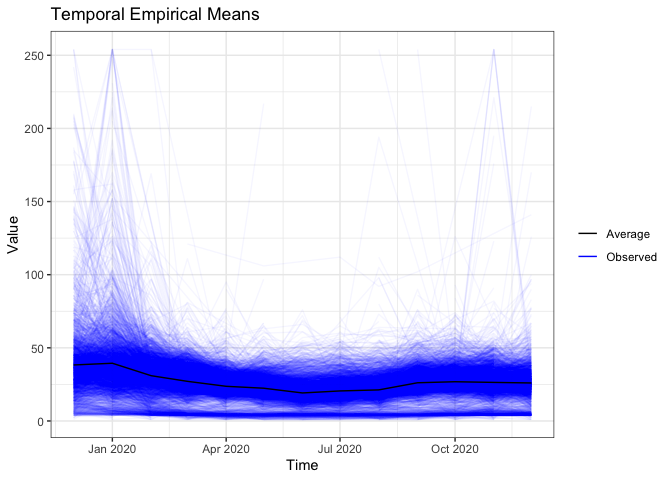 Temporal Empirical Means
250
200
150
100
50
0
Value
Jan 2020
Apr 2020
Jul 2020
Oct 2020
Time
Average
Observed